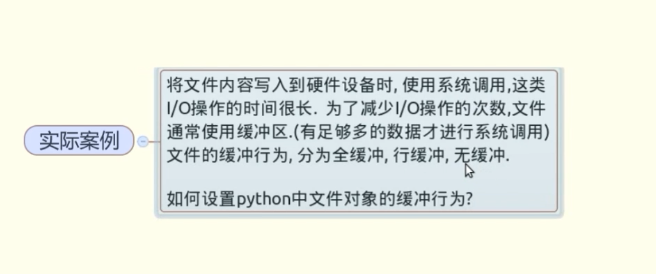 实际案例
将文件内容写入到硬件设备时, 使用系统调用,这类
I/O操作的时间很长. 为了减少I/O操作的次数,文件
通常使用缓冲区.(有足够多的数据才进行系统调用)
文件的缓冲行为, 分为全缓冲, 行缓冲, 无缓冲.
如何设置python中文件对象的缓冲行为?